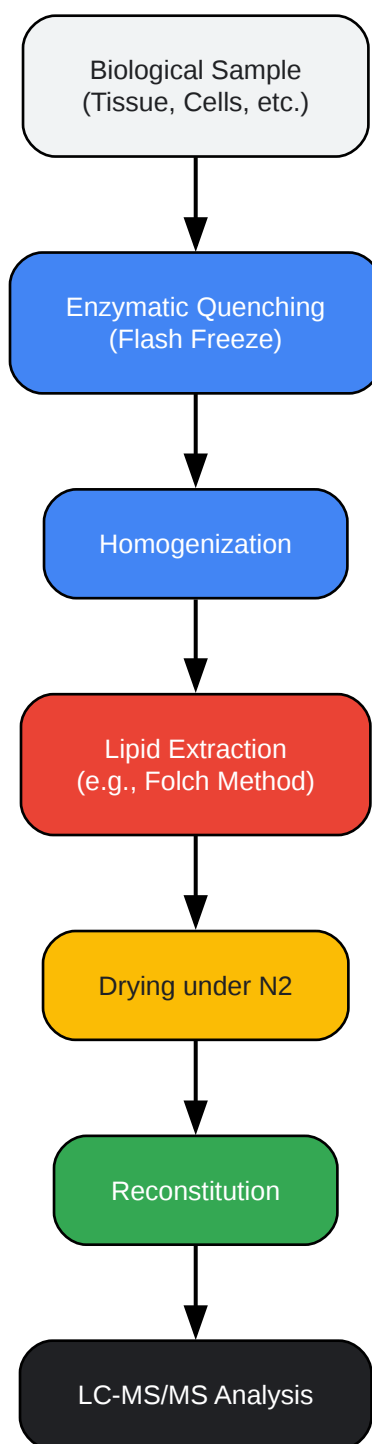 Biological Sample
(Tissue, Cells, etc.)
Enzymatic Quenching
(Flash Freeze)
Homogenization
Lipid Extraction
(e.g., Folch Method)
Drying under N2
Reconstitution
LC-MS/MS Analysis